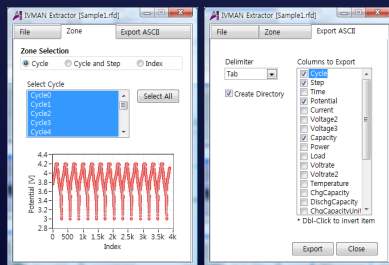 IVMAN Extractor [Sample1.rfd]
File
Zone
Export ASCII
Zone Selection
Cycle
Cycle and Step
Index
Select Cycle
Cycle0
Cycle1
Cycle2
Cycle3
Cycle4
Select All
Potential [V]
4.4
4.2
4
3.8
3.6
3.4
3.2
3
2.8
0 500 1k 1.5k 2k 2.5k 3k 3.5k 4k
Index
IVMAN Extractor [Sample1.rfd]
File
Zone
Export ASCII
Delimiter
Tab
Create Directory
Columns to Export
Cycle
Step
Time
Potential
Current
Voltage2
Voltage3
Capacity
Power
Load
Voltrate
Voltrate2
Temperature
ChgCapacity
DischgCapacity
ChgCapacityUnit
* Dbl-Click to invert item
Export
Close